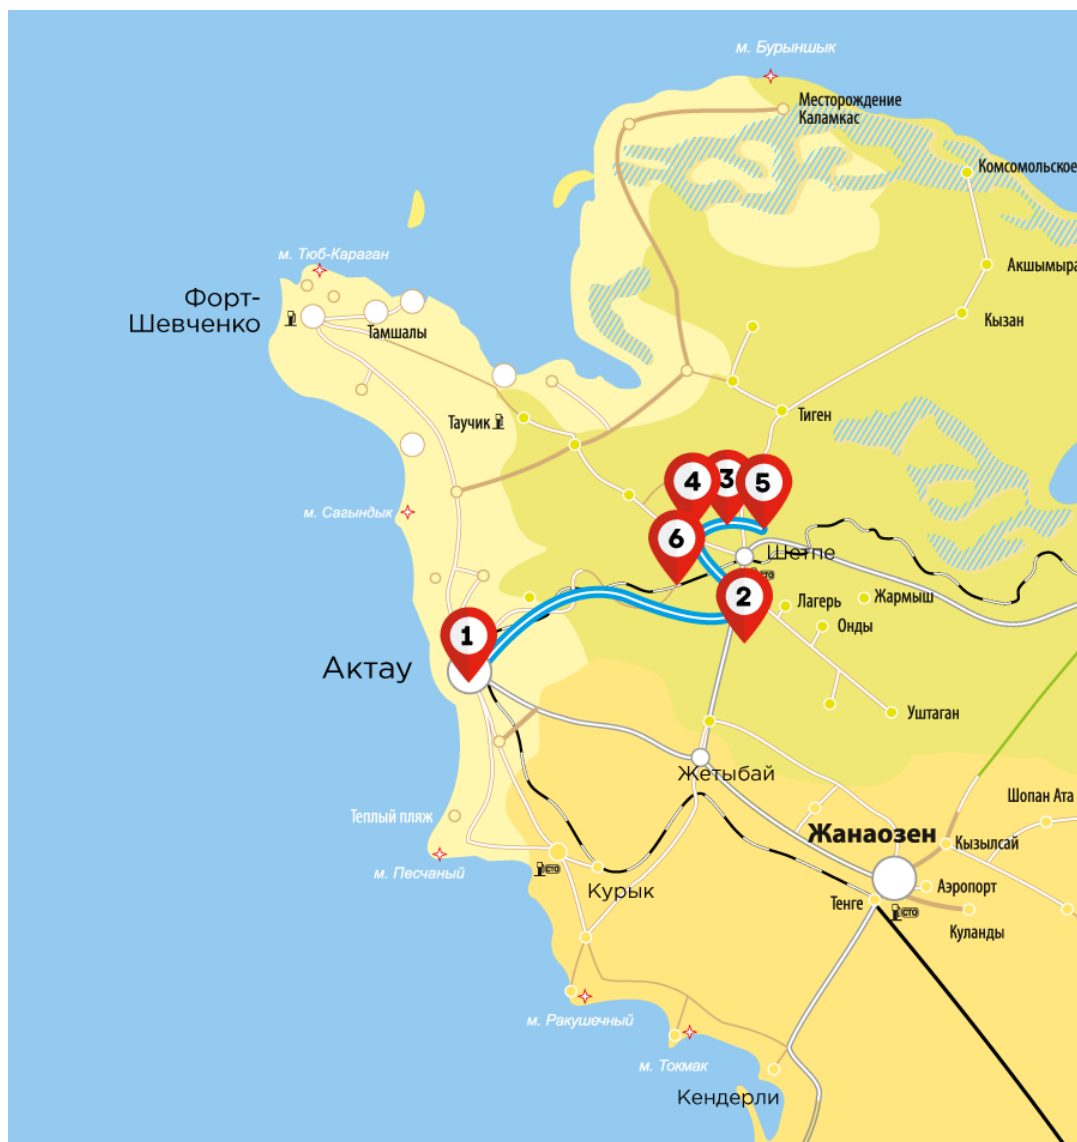 м. Бурыншык
Месторождение
Каламкас
Комсомольское
м. Тюб-Караган
Акшымыра
Форт-
Шевченко
Тамшалы
Кызан
Таучик
Тиген
4
3
5
м. Сагындык
6
Шетпе
СТО
2
Лагерь
Жармыш
1
Онды
Актау
Уштаган
Жетыбай
Шопан Ата
Теплый пляж
Жанаозен
Кызылсай
м. Песчаный
СТО
Курык
Аэропорт
Тенге
СТО
Куланды
м. Ракушечный
м. Токмак
Кендерли